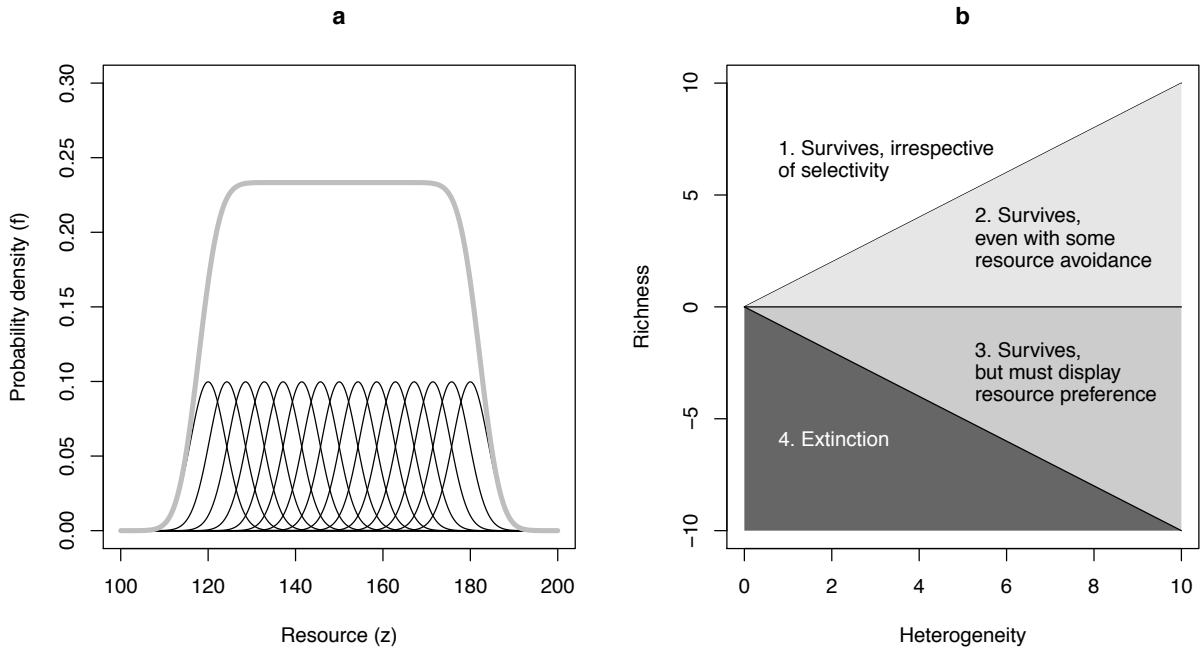 a
0.30
0.25
0.20
0.15
0.10
0.05
0.00
Probability density (f)
100 120 140 160 180 200
Resource (z)
b
10
5
0
−5
−10
Richness
1. Survives, irrespective
of selectivity
2. Survives,
even with some
resource avoidance
3. Survives,
but must display
resource preference
4. Extinction
0 2 4 6 8 10
Heterogeneity